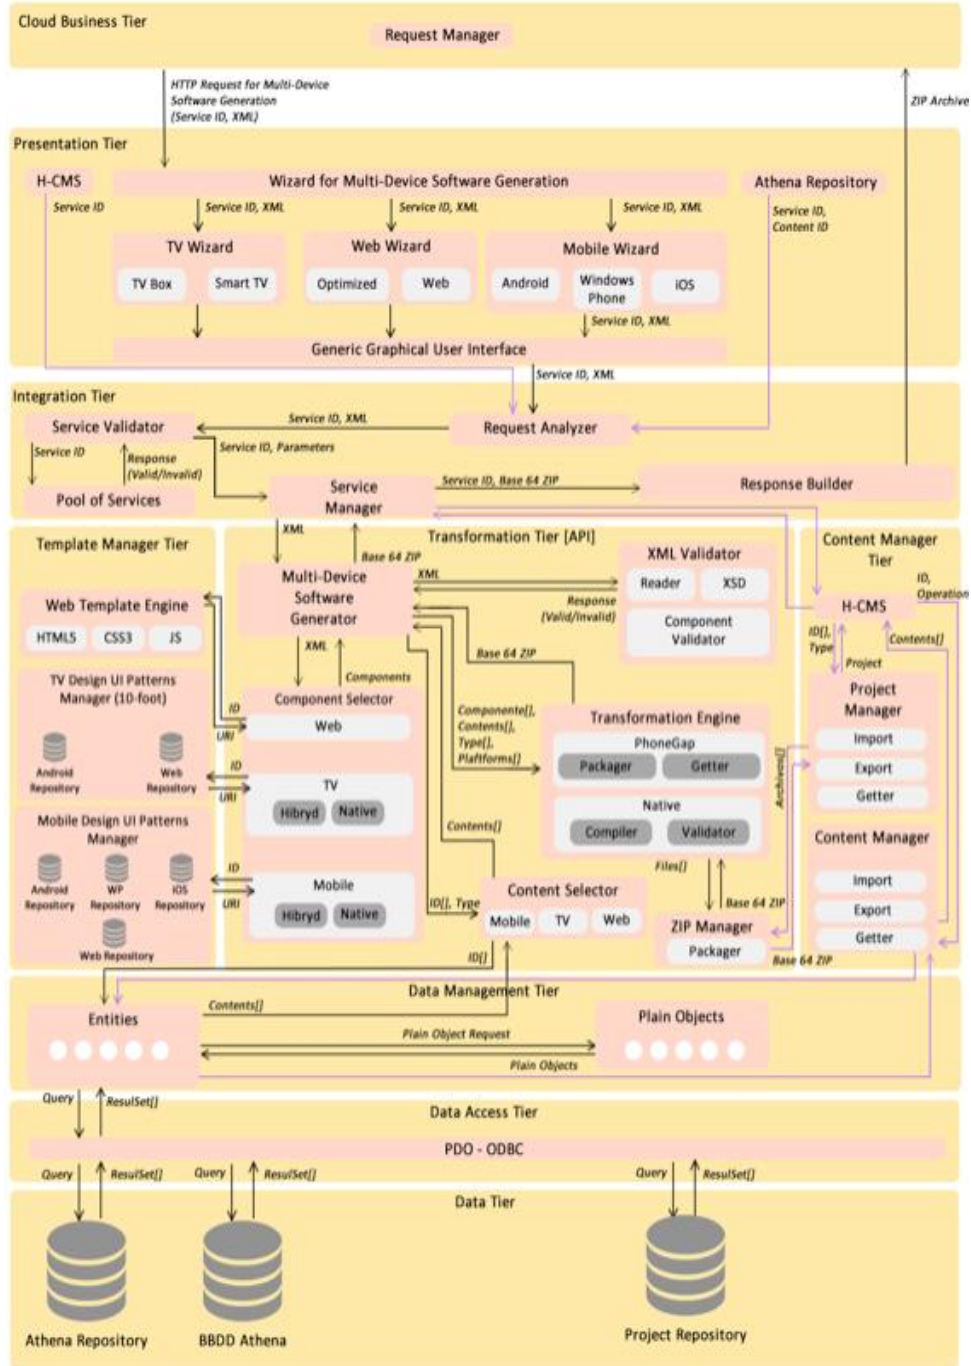 Cloud Business Tier
Request Manager
HTTP Request for Multi-Device
Software Generation
(Service ID, XML)
ZIP Archive
Presentation Tier
H-CMS
Wizard for Multi-Device Software Generation
Athena Repository
Service ID
Service ID, XML
Service ID, XML
Service ID, XML
Service ID,
Content ID
TV Wizard
Web Wizard
Mobile Wizard
TV Box
Smart TV
Optimized
Web
Android
Windows
Phone
iOS
Service ID, XML
Generic Graphical User Interface
Service ID, XML
Integration Tier
Service Validator
Service ID, XML
Request Analyzer
Service ID
Response
(Valid/Invalid)
Service ID, Parameters
Pool of Services
Service
Manager
Service ID, Base 64 ZIP
Response Builder
XML
Base 64 ZIP
Template Manager Tier
Transformation Tier [API]
Content Manager
Tier
Web Template Engine
HTML5
CSS3
JS
Multi-Device
Software
Generator
XML
Response
(Valid/Invalid)
XML Validator
Reader
XSD
Component
Validator
ID,
Operation
H-CMS
ID[],
Type
Contents[]
Project
XML
Components
Base 64 ZIP
TV Design UI Patterns
Manager (10-foot)
Android
Repository
Web
Repository
ID
URI
Component Selector
Web
Componente[],
Contents[],
Type[],
Plaftforms[]
Transformation Engine
PhoneGap
Packager
Getter
Native
Compiler
Validator
Archivos[]
Project
Manager
Import
Export
Getter
ID
URI
TV
Hibryd
Native
Contents[]
Mobile Design UI Patterns
Manager
Android
Repository
WP
Repository
iOS
Repository
Web Repository
ID
URI
Mobile
Hibryd
Native
ID[], Type
Content Selector
Mobile
TV
Web
Files[]
Base 64 ZIP
ZIP Manager
Packager
Base 64 ZIP
Content Manager
Import
Export
Getter
ID[]
Data Management Tier
Entities
Contents[]
Plain Object Request
Plain Objects
Plain Objects
Query
ResulSet[]
Data Access Tier
PDO - ODBC
Query
ResulSet[]
Query
ResulSet[]
Query
ResulSet[]
Data Tier
Athena Repository
BBDD Athena
Project Repository